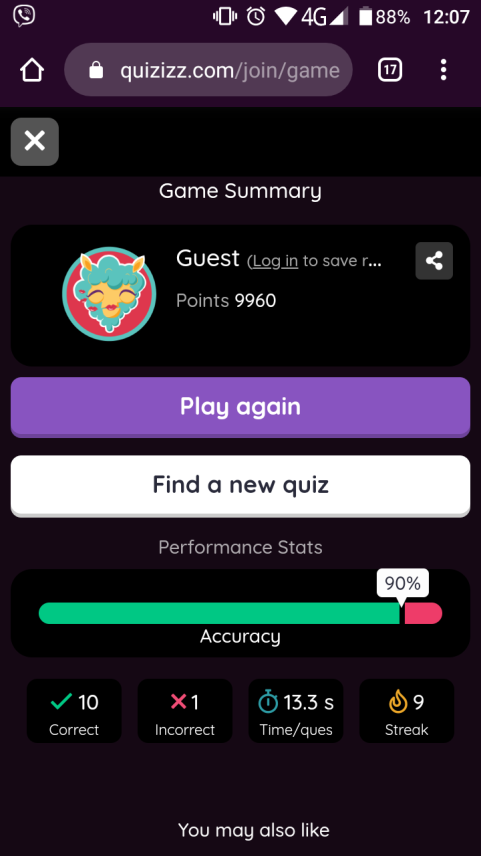 4G 88% 12:07
quizizz.com/join/game 17
Game Summary
Guest (Log in to save r...
Points 9960
Play again
Find a new quiz
Performance Stats
90%
Accuracy
10 1 13.3 s 9
Correct Incorrect Time/ques Streak
You may also like